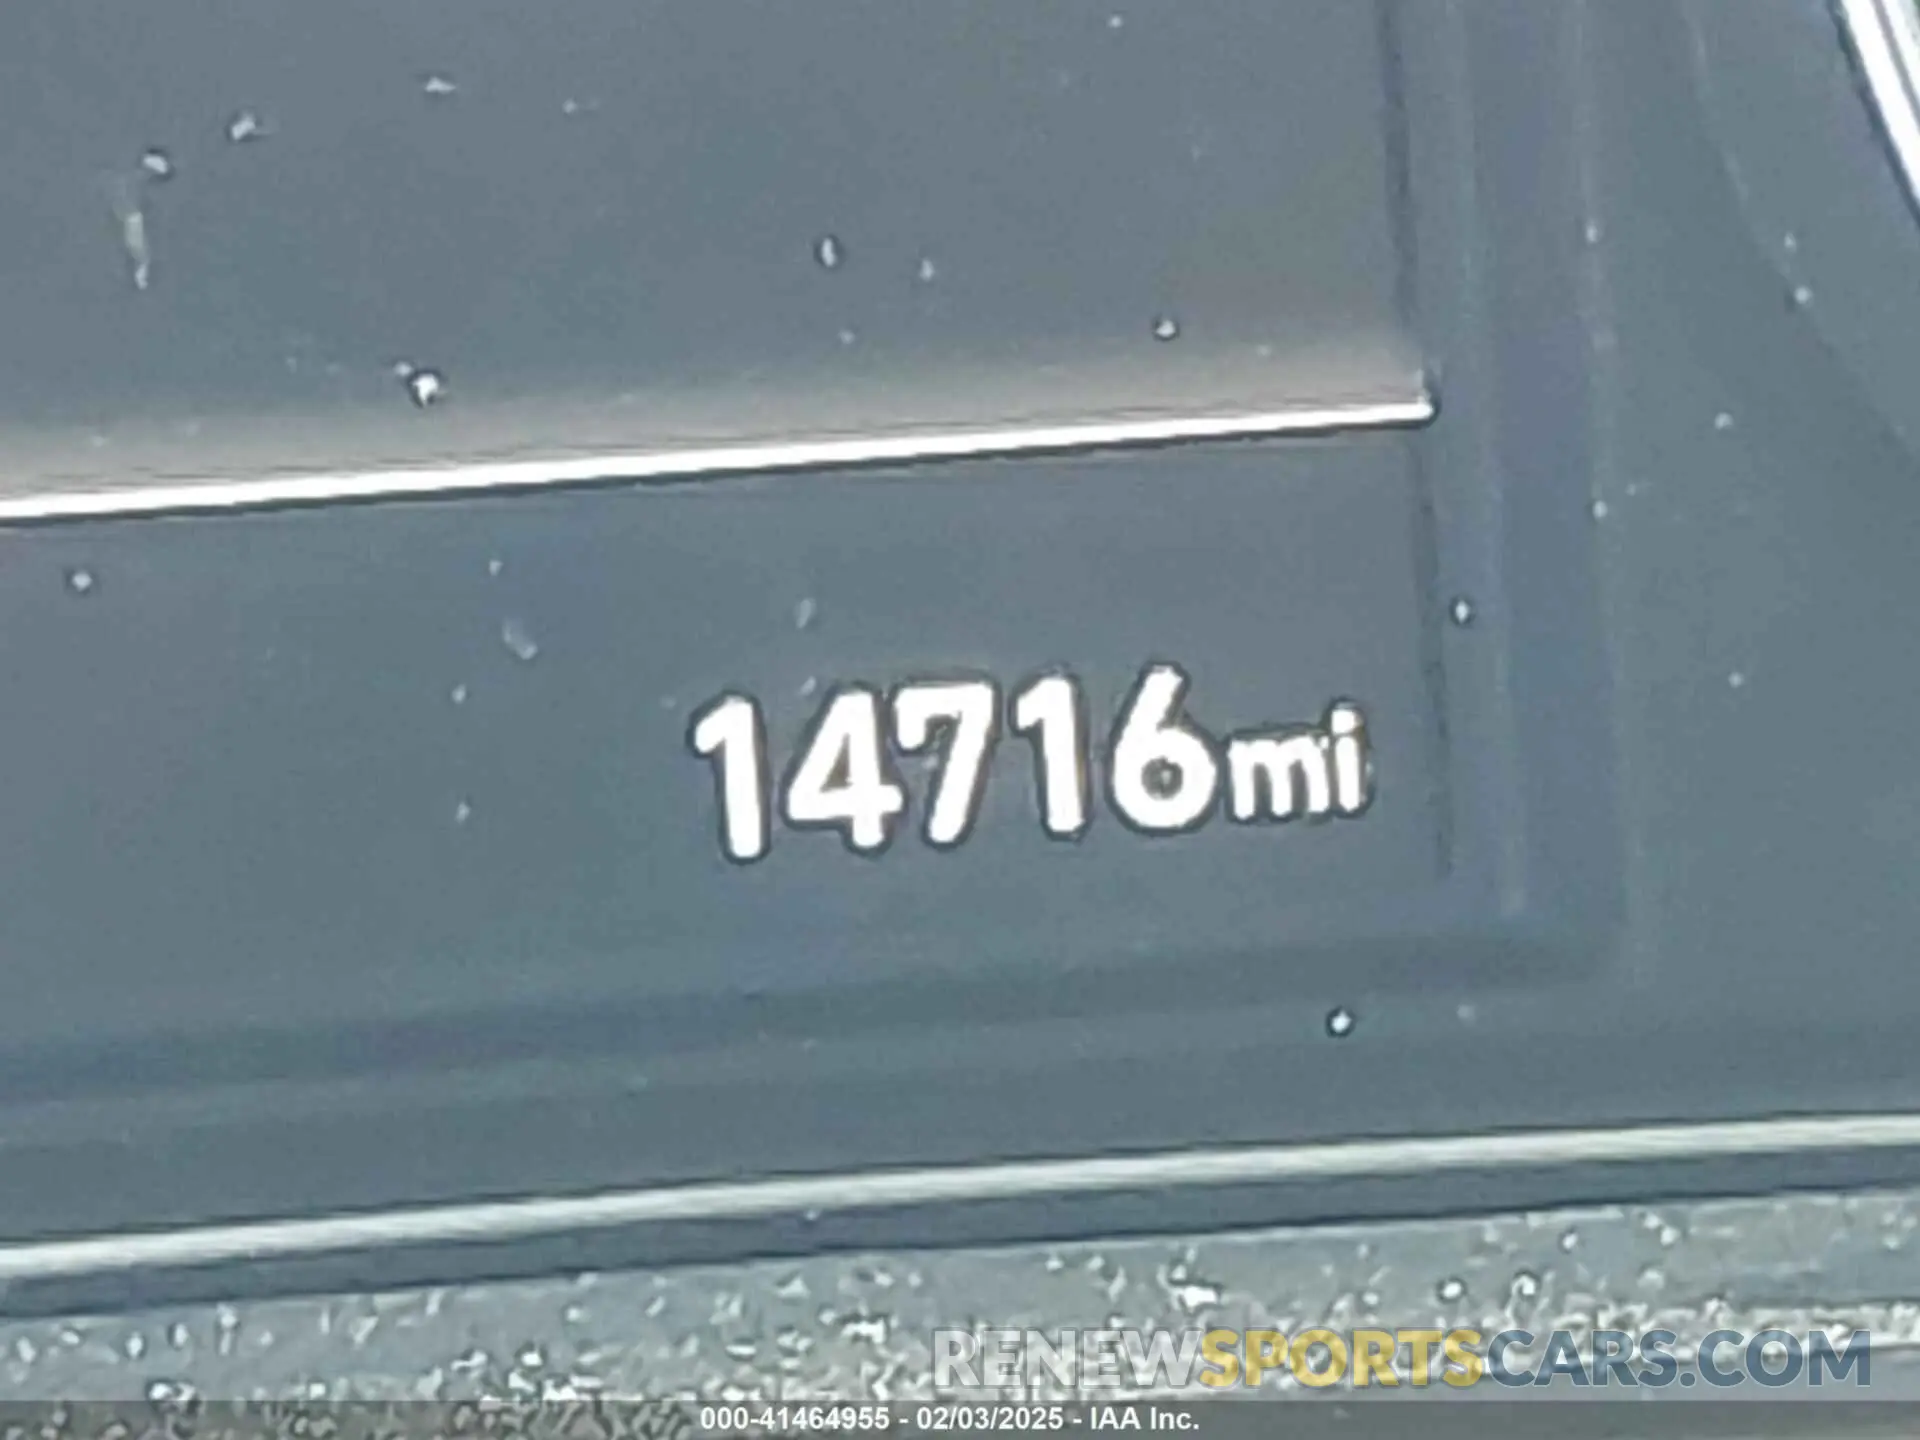 14716mi
RENEWSPORTSCARS.COM
000-41464955 - 02/03/2025 - IAA Inc.